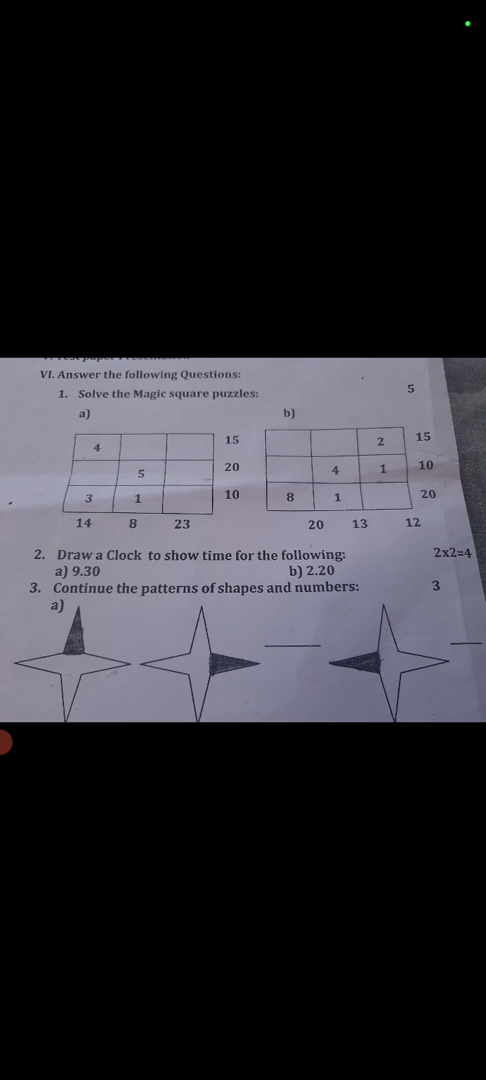 VI. Answer the following Questions:
1. Solve the Magic square puzzles: 5
a) b)
4 15 2 15
5 20 4 1 10
3 1 10 8 1 20
14 8 23 20 13 12
2. Draw a Clock to show time for the following: 2x2=4
a) 9.30 b) 2.20
3. Continue the patterns of shapes and numbers: 3
a)